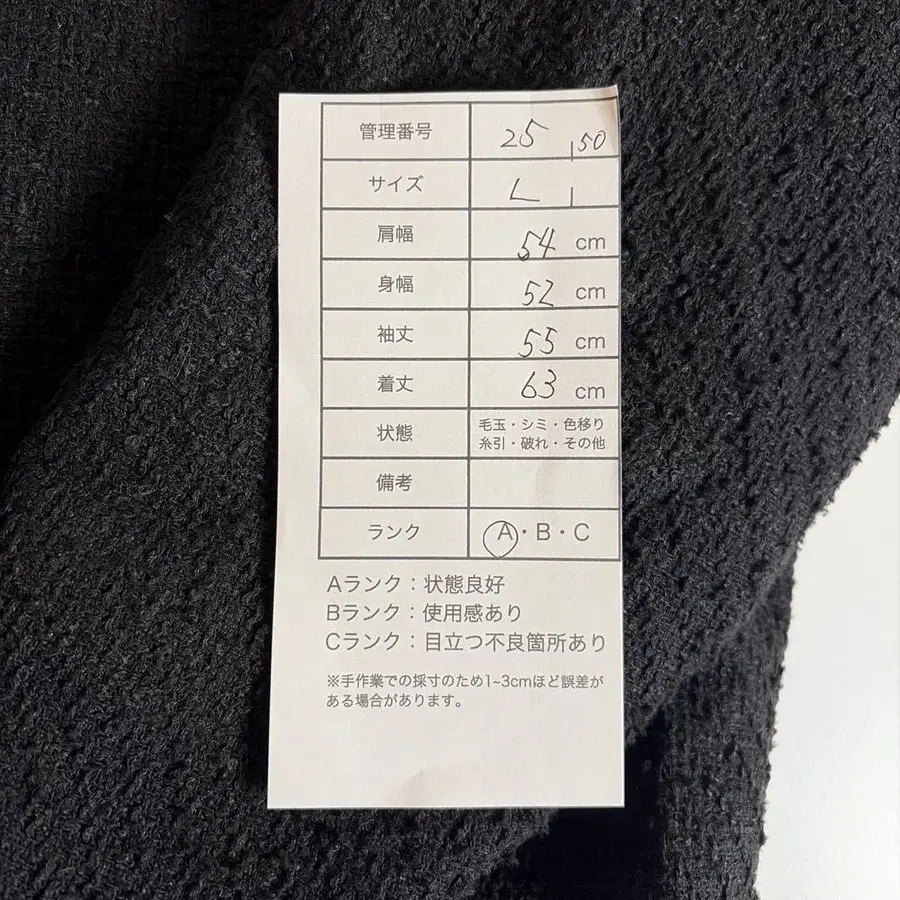 管理番号 25 150
サイズ L
肩幅 54 cm
身幅 52 cm
袖丈 55 cm
着丈 63 cm
状態 毛玉・シミ・色移り
糸引・破れ・その他
備考
ランク A・B・C
Aランク：状態良好
Bランク：使用感あり
Cランク：目立つ不良箇所あり
※手作業での採寸のため1~3cmほど誤差が
ある場合があります。